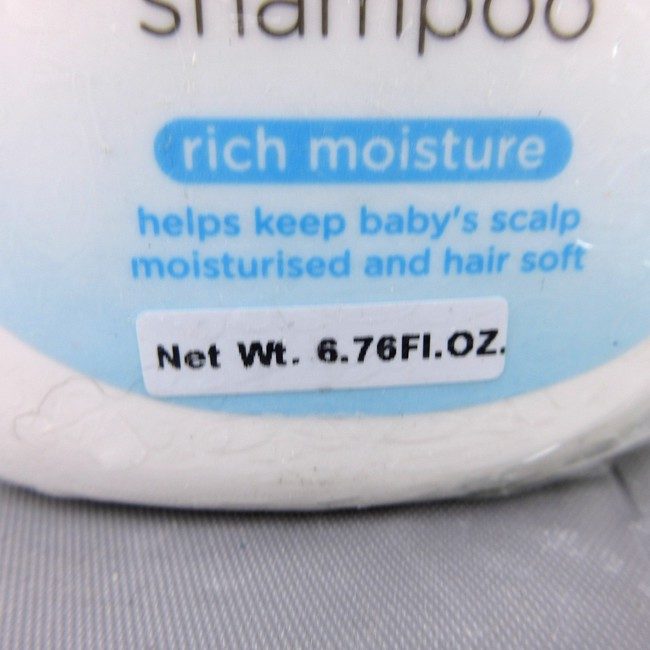 shampoo
rich moisture
helps keep baby's scalp
moisturised and hair soft
Net Wt. 6.76Fl.OZ.